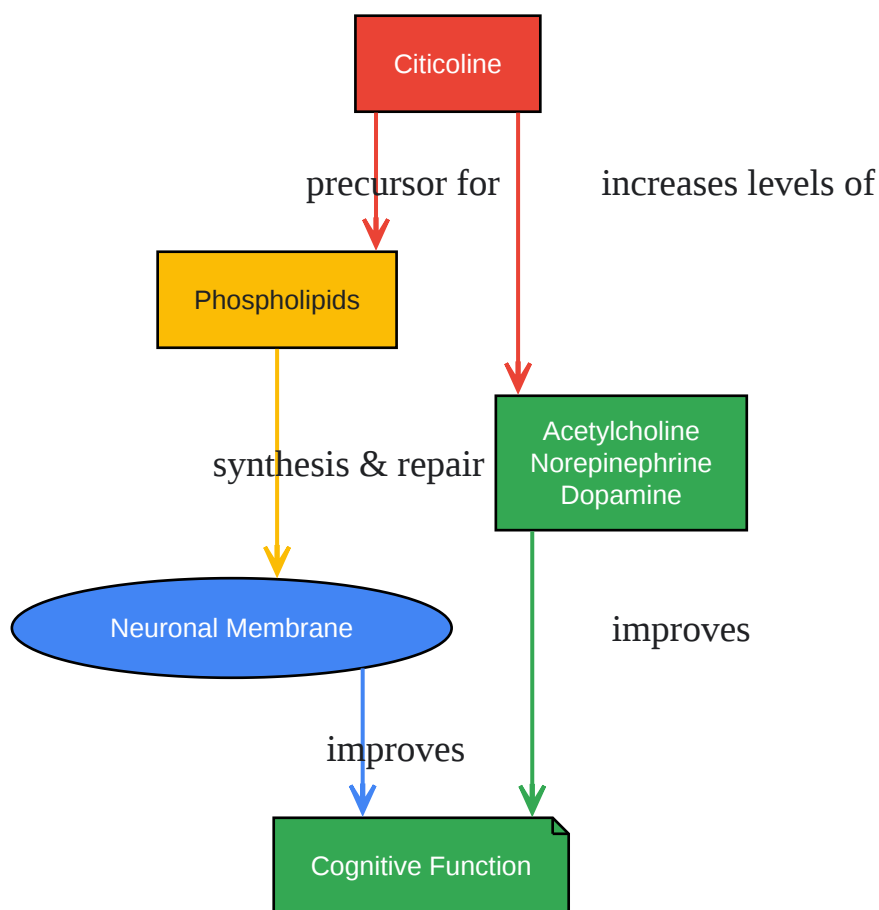 Citicoline
precursor for
increases levels of
Phospholipids
Acetylcholine
Norepinephrine
Dopamine
synthesis & repair
Neuronal Membrane
improves
improves
Cognitive Function